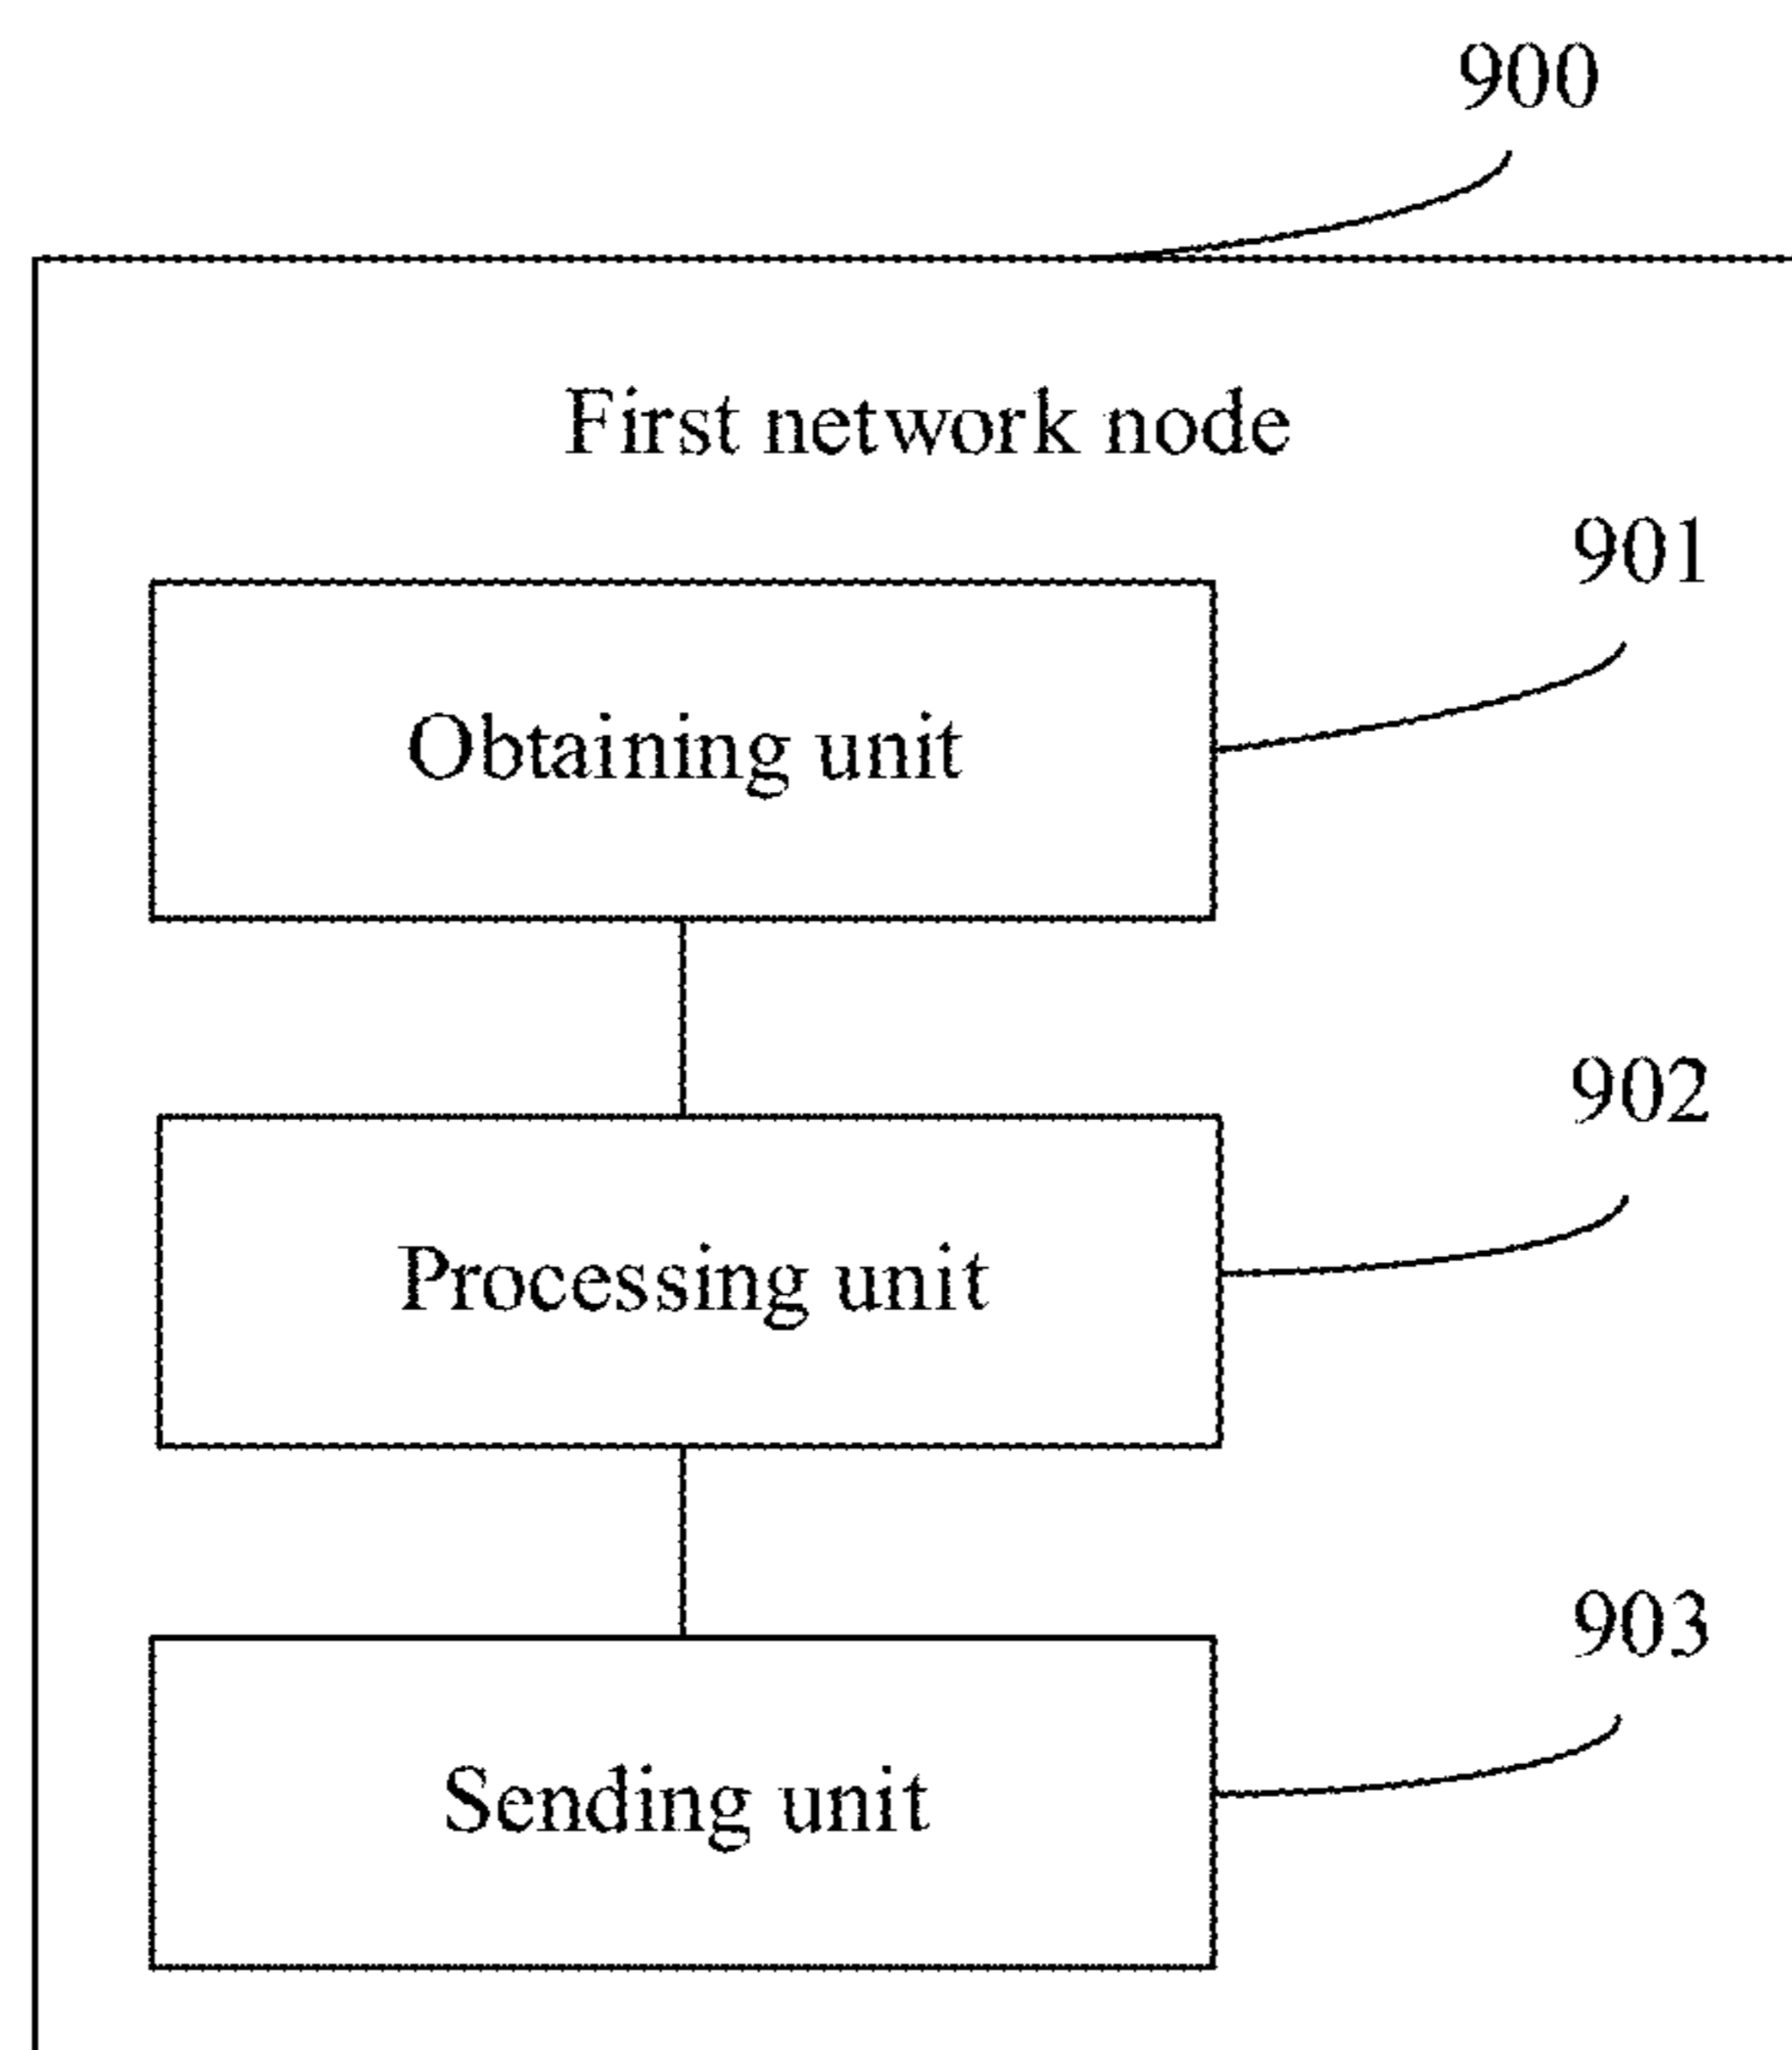 900
First network node
901
Obtaining unit
902
Processing unit
903
Sending unit